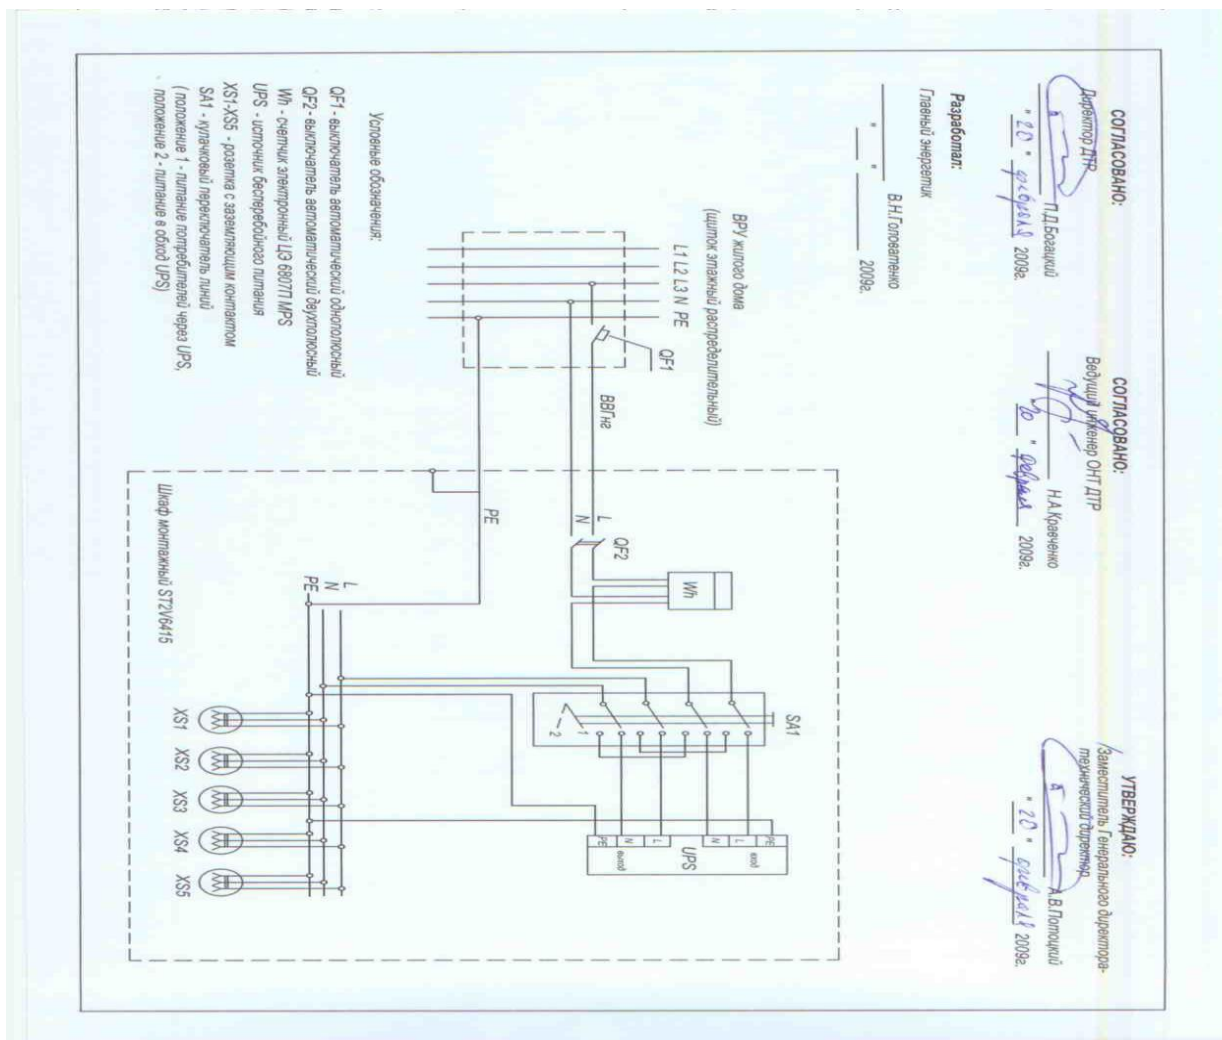 СОГЛАСОВАНО:
Директор ДТР
П.Д.Богацкий
" 20 " февраля 2009г.
СОГЛАСОВАНО:
Ведущий инженер ОНТ ДТР
Н.А.Кравченко
20 " февраля 2009г.
УТВЕРЖДАЮ:
Заместитель Генерального директора-
технический директор
А.В.Потоцкий
" 20 " февраля 2009г.
Разработал:
Главный энергетик
В.Н.Головатенко
" " 2009г.
ВРУ жилого дома
(щиток этажный распределительный)
L1 L2 L3 N PE
QF1
ВВГнг
L
N
QF2
PE
Wh
SA1
1
2
PE
L
вход
N
UPS
L
N
выход
PE
L
N
PE
XS1
XS2
XS3
XS4
XS5
Шкаф монтажный ST2V6415
Условные обозначения:
QF1 - выключатель автоматический однополюсный
QF2 - выключатель автоматический двухполюсный
Wh - счетчик электронный ЦЭ 6807П MPS
UPS - источник бесперебойного питания
XS1-XS5 - розетка с заземляющим контактом
SA1 - кулачковый переключатель линий
( положение 1 - питание потребителей через UPS,
положение 2 - питание в обход UPS)